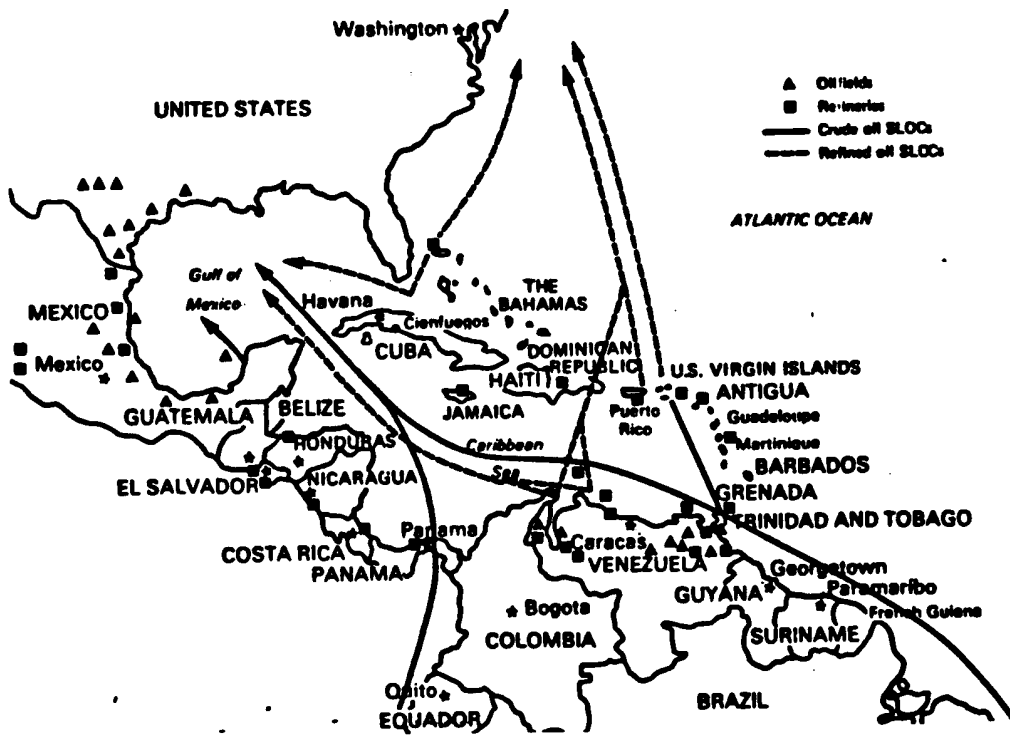 Washington
UNITED STATES
Oil fields
Refineries
Crude oil SLOCs
Refined oil SLOCs
ATLANTIC OCEAN
Gulf of
Mexico
MEXICO
Mexico
Havana
Cienfuegos
CUBA
THE
BAHAMAS
DOMINICAN
REPUBLIC
HAITI
JAMAICA
Puerto
Rico
U.S. VIRGIN ISLANDS
ANTIGUA
Guadeloupe
Martinique
BARBADOS
GRENADA
TRINIDAD AND TOBAGO
GUATEMALA
BELIZE
HONDURAS
NICARAGUA
EL SALVADOR
COSTA RICA
PANAMA
Panama
Caribbean
Sea
Caracas
VENEZUELA
Georgetown
GUYANA
Paramaribo
French Guiana
SURINAME
Bogota
COLOMBIA
Quito
EQUADOR
BRAZIL